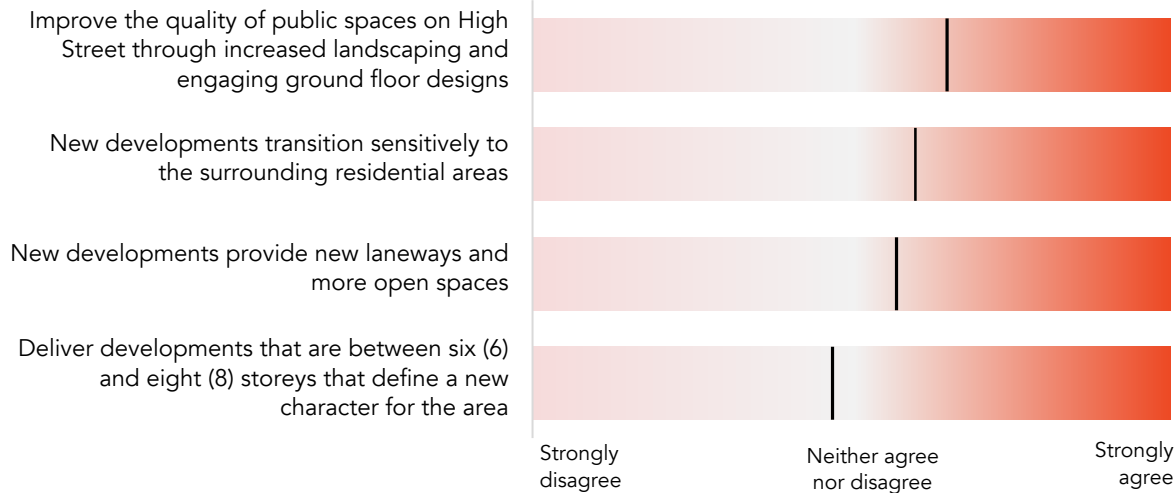 Improve the quality of public spaces on High
Street through increased landscaping and
engaging ground floor designs
New developments transition sensitively to
the surrounding residential areas
New developments provide new laneways and
more open spaces
Deliver developments that are between six (6)
and eight (8) storeys that define a new
character for the area
Strongly
disagree
Neither agree
nor disagree
Strongly
agree